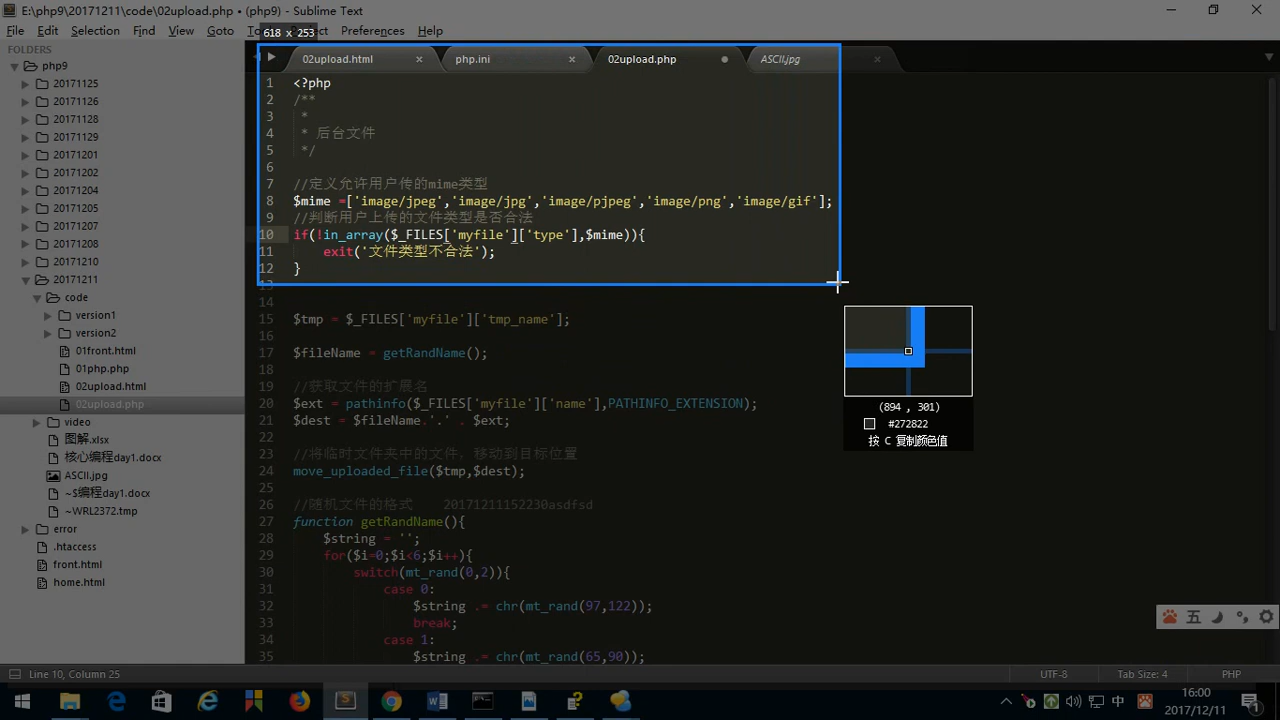 E:\php9\20171211\code\02upload.php • (php9) - Sublime Text
File Edit Selection Find View Goto Preferences Help
618 x 253
FOLDERS
php9
20171125
20171126
20171128
20171129
20171201
20171202
20171204
20171205
20171207
20171208
20171210
20171211
code
version1
version2
01front.html
01php.php
02upload.html
02upload.php
video
图解.xlsx
核心编程day1.docx
ASCII.jpg
~$编程day1.docx
~WRL2372.tmp
error
.htaccess
front.html
home.html
02upload.html × php.ini × 02upload.php ASCII.jpg ×
1 <?php
2 /**
3 *
4 * 后台文件
5 */
6
7 //定义允许用户传的mime类型
8 $mime =['image/jpeg','image/jpg','image/pjpeg','image/png','image/gif'];
9 //判断用户上传的文件类型是否合法
10 if(!in_array($_FILES['myfile']['type'],$mime)){
11 exit('文件类型不合法');
12 }
13
14
15 $tmp = $_FILES['myfile']['tmp_name'];
16
17 $fileName = getRandName();
18
19 //获取文件的扩展名
20 $ext = pathinfo($_FILES['myfile']['name'],PATHINFO_EXTENSION);
21 $dest = $fileName.'.' . $ext;
22
23 //将临时文件夹中的文件，移动到目标位置
24 move_uploaded_file($tmp,$dest);
25
26 //随机文件的格式 20171211152230asdfsd
27 function getRandName(){
28 $string = '';
29 for($i=0;$i<6;$i++){
30 switch(mt_rand(0,2)){
31 case 0:
32 $string .= chr(mt_rand(97,122));
33 break;
34 case 1:
35 $string .= chr(mt_rand(65,90));
(894 , 301)
#272822
按 C 复制颜色值
五
Line 10, Column 25 UTF-8 Tab Size: 4 PHP
中
16:00
2017/12/11
1